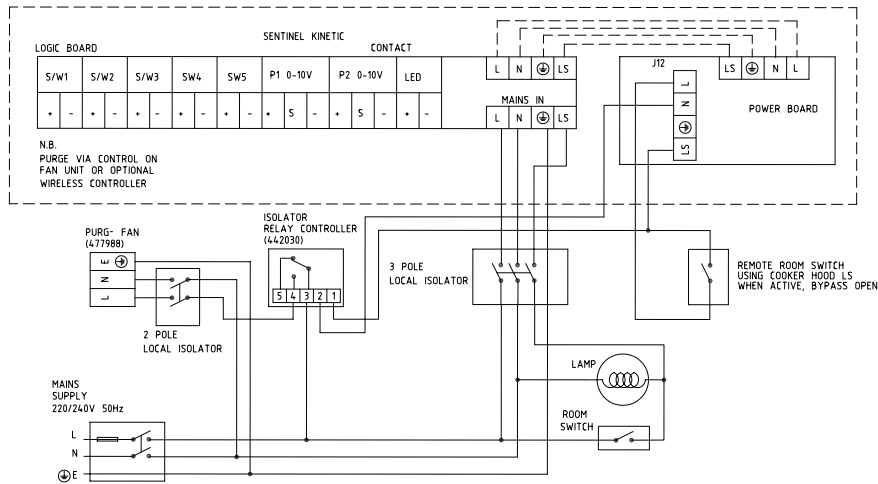 SENTINEL KINETIC
LOGIC BOARD
CONTACT
S/W1 S/W2 S/W3 SW4 SW5 P1 0-10V P2 0-10V LED
+ - + - + - + - + - + S - + S - + -
L N LS
MAINS IN
L N LS
J12
L
N
LS
LS N L
POWER BOARD
N.B.
PURGE VIA CONTROL ON
FAN UNIT OR OPTIONAL
WIRELESS CONTROLLER
PURG- FAN
(477988)
E
N
L
2 POLE
LOCAL ISOLATOR
ISOLATOR
RELAY CONTROLLER
(442030)
5 4 3 2 1
3 POLE
LOCAL ISOLATOR
REMOTE ROOM SWITCH
USING COOKER HOOD LS
WHEN ACTIVE, BYPASS OPEN
LAMP
ROOM
SWITCH
MAINS
SUPPLY
220/240V 50Hz
L
N
E